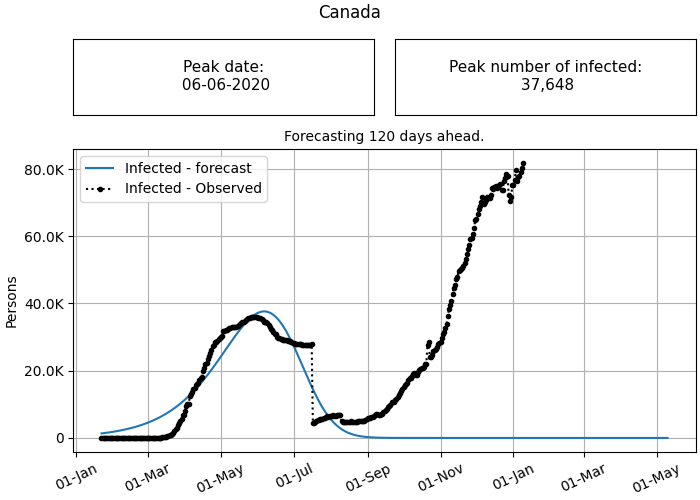 Canada
Peak date:
06-06-2020
Peak number of infected:
37,648
Forecasting 120 days ahead.
Infected - forecast
Infected - Observed
80.0K
60.0K
40.0K
20.0K
0
Persons
01-Jan
01-Mar
01-May
01-Jul
01-Sep
01-Nov
01-Jan
01-Mar
01-May